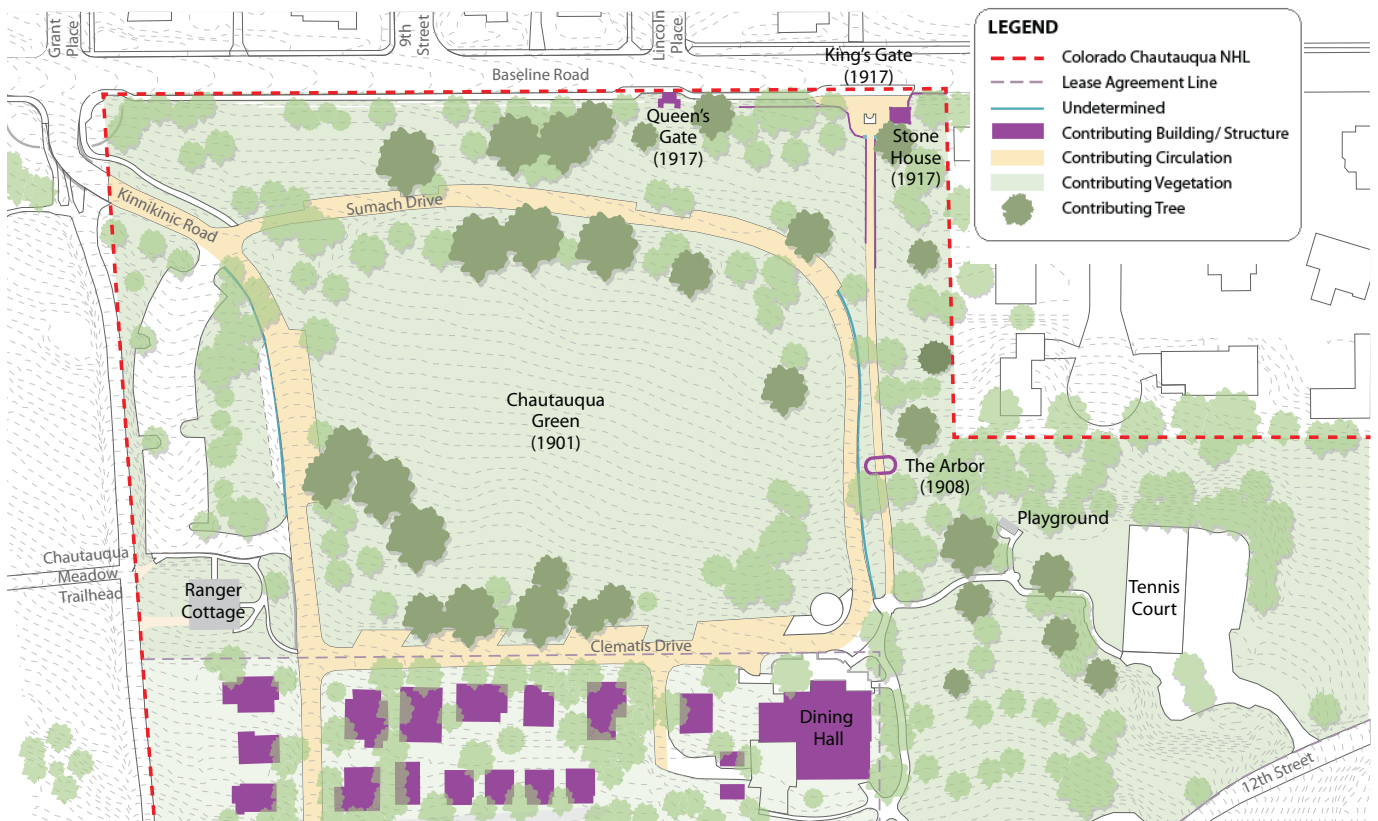 Grant
Place
9th
Street
Lincoln
Place
Baseline Road
King's Gate
(1917)
LEGEND
Colorado Chautauqua NHL
Lease Agreement Line
Undetermined
Contributing Building/ Structure
Contributing Circulation
Contributing Vegetation
Contributing Tree
Queen's
Gate
(1917)
Stone
House
(1917)
Kinnikinic Road
Sumach Drive
Chautauqua
Green
(1901)
The Arbor
(1908)
Playground
Chautauqua
Meadow
Trailhead
Ranger
Cottage
Tennis
Court
Clematis Drive
Dining
Hall
12th Street